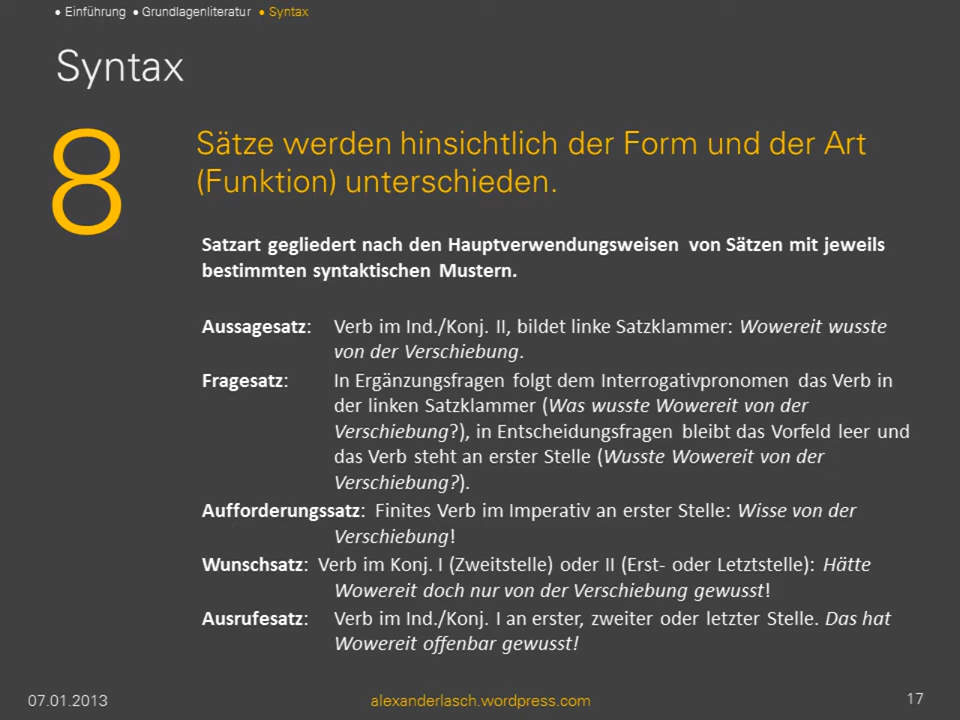 • Einführung • Grundlagenliteratur • Syntax
Syntax
8
Sätze werden hinsichtlich der Form und der Art
(Funktion) unterschieden.
Satzart gegliedert nach den Hauptverwendungsweisen von Sätzen mit jeweils
bestimmten syntaktischen Mustern.
Aussagesatz: Verb im Ind./Konj. II, bildet linke Satzklammer: Wowereit wusste
von der Verschiebung.
Fragesatz: In Ergänzungsfragen folgt dem Interrogativpronomen das Verb in
der linken Satzklammer (Was wusste Wowereit von der
Verschiebung?), in Entscheidungsfragen bleibt das Vorfeld leer und
das Verb steht an erster Stelle (Wusste Wowereit von der
Verschiebung?).
Aufforderungssatz: Finites Verb im Imperativ an erster Stelle: Wisse von der
Verschiebung!
Wunschsatz: Verb im Konj. I (Zweitstelle) oder II (Erst- oder Letztstelle): Hätte
Wowereit doch nur von der Verschiebung gewusst!
Ausrufesatz: Verb im Ind./Konj. I an erster, zweiter oder letzter Stelle. Das hat
Wowereit offenbar gewusst!
07.01.2013 alexanderlasch.wordpress.com 17